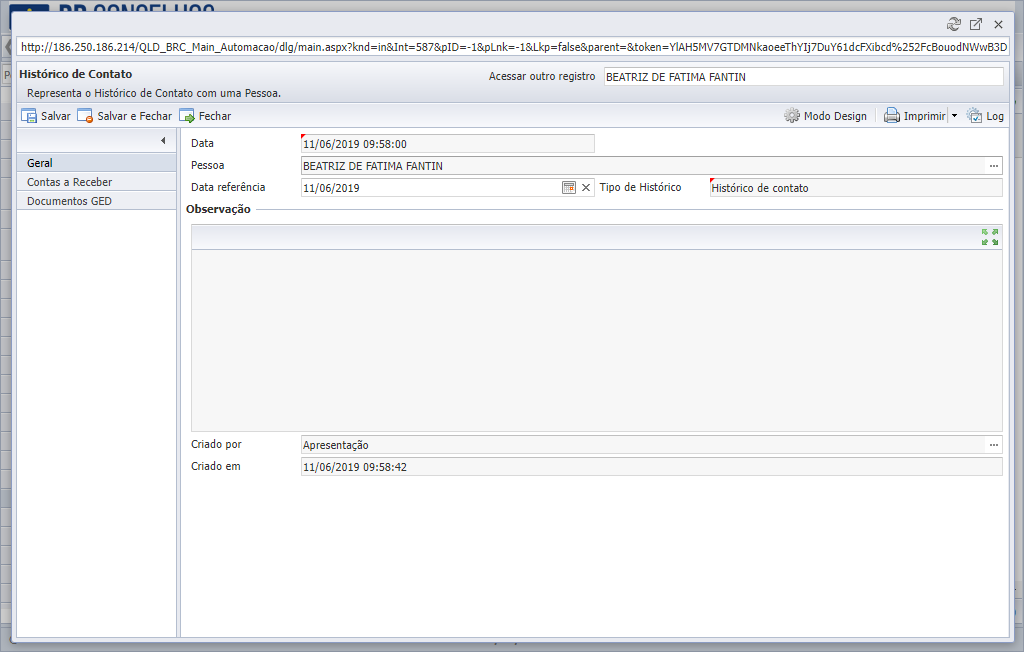 BR CONSELHOS
http://186.250.186.214/QLD_BRC_Main_Automacao/dlg/main.aspx?knd=in&Int=587&pID=-1&pLnk=-1&Lkp=false&parent=&token=YlAH5MV7GTDMNkaoeeThYIj7DuY61dcFXibcd%252FcBouodNWwB3D
Histórico de Contato
Acessar outro registro BEATRIZ DE FATIMA FANTIN
Representa o Histórico de Contato com uma Pessoa.
Salvar Salvar e Fechar Fechar Modo Design Imprimir Log
Data 11/06/2019 09:58:00
Geral
Pessoa BEATRIZ DE FATIMA FANTIN
Contas a Receber
Data referência 11/06/2019 Tipo de Histórico Histórico de contato
Documentos GED
Observação
Criado por Apresentação
Criado em 11/06/2019 09:58:42